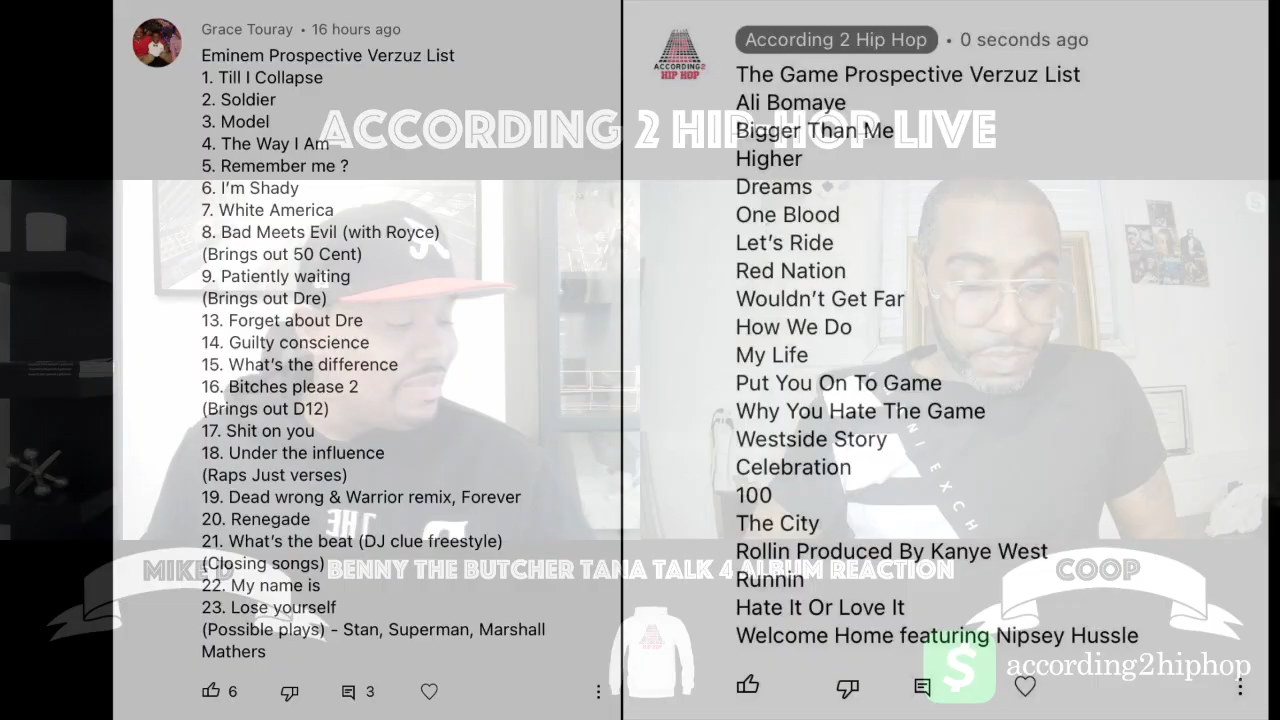 Grace Touray • 16 hours ago
Eminem Prospective Verzuz List
1. Till I Collapse
2. Soldier
3. Model
4. The Way I Am
5. Remember me ?
6. I'm Shady
7. White America
8. Bad Meets Evil (with Royce)
(Brings out 50 Cent)
9. Patiently waiting
(Brings out Dre)
13. Forget about Dre
14. Guilty conscience
15. What's the difference
16. Bitches please 2
(Brings out D12)
17. Shit on you
18. Under the influence
(Raps Just verses)
19. Dead wrong & Warrior remix, Forever
20. Renegade
21. What's the beat (DJ clue freestyle)
(Closing songs)
22. My name is
23. Lose yourself
(Possible plays) - Stan, Superman, Marshall
Mathers
6
3
ACCORDING2
HIP HOP
According 2 Hip Hop • 0 seconds ago
The Game Prospective Verzuz List
Ali Bomaye
Bigger Than Me
Higher
Dreams
One Blood
Let's Ride
Red Nation
Wouldn't Get Far
How We Do
My Life
Put You On To Game
Why You Hate The Game
Westside Story
Celebration
100
The City
Rollin Produced By Kanye West
Runnin
Hate It Or Love It
Welcome Home featuring Nipsey Hussle
ACCORDING 2 HIP-HOP LIVE
THE
MIKE D
BENNY THE BUTCHER TANA TALK 4 ALBUM REACTION
COOP
$ according2hiphop